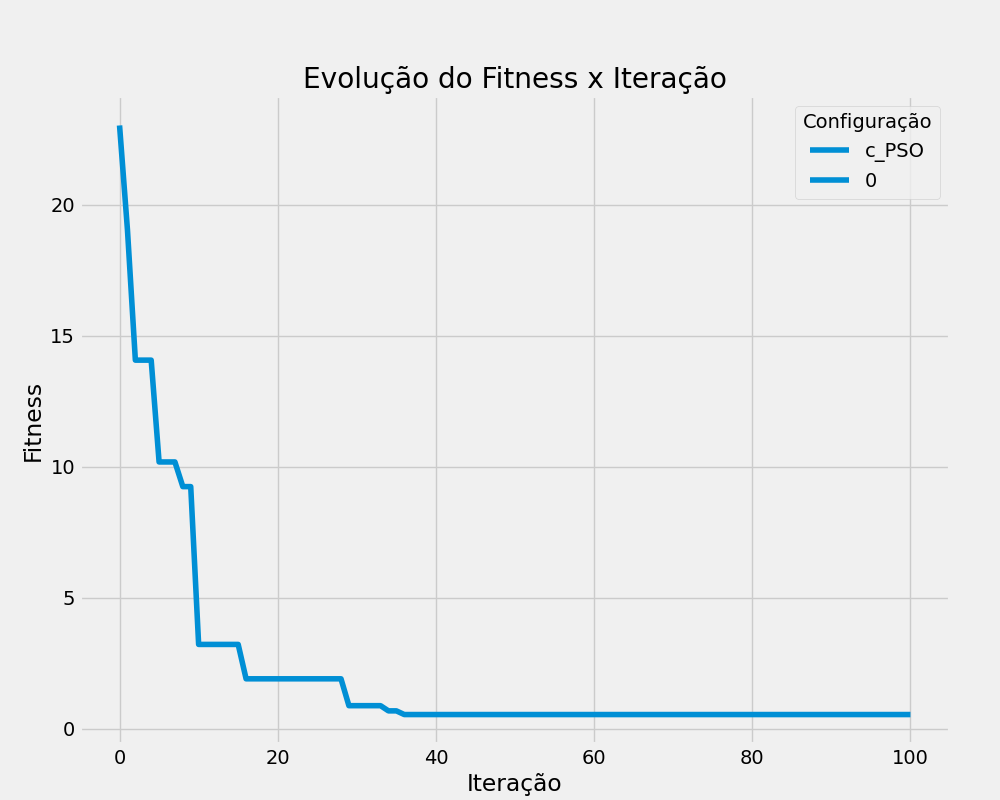 Evolução do Fitness x Iteração
Configuração
c_PSO
0
20
15
10
5
0
Fitness
0 20 40 60 80 100
Iteração